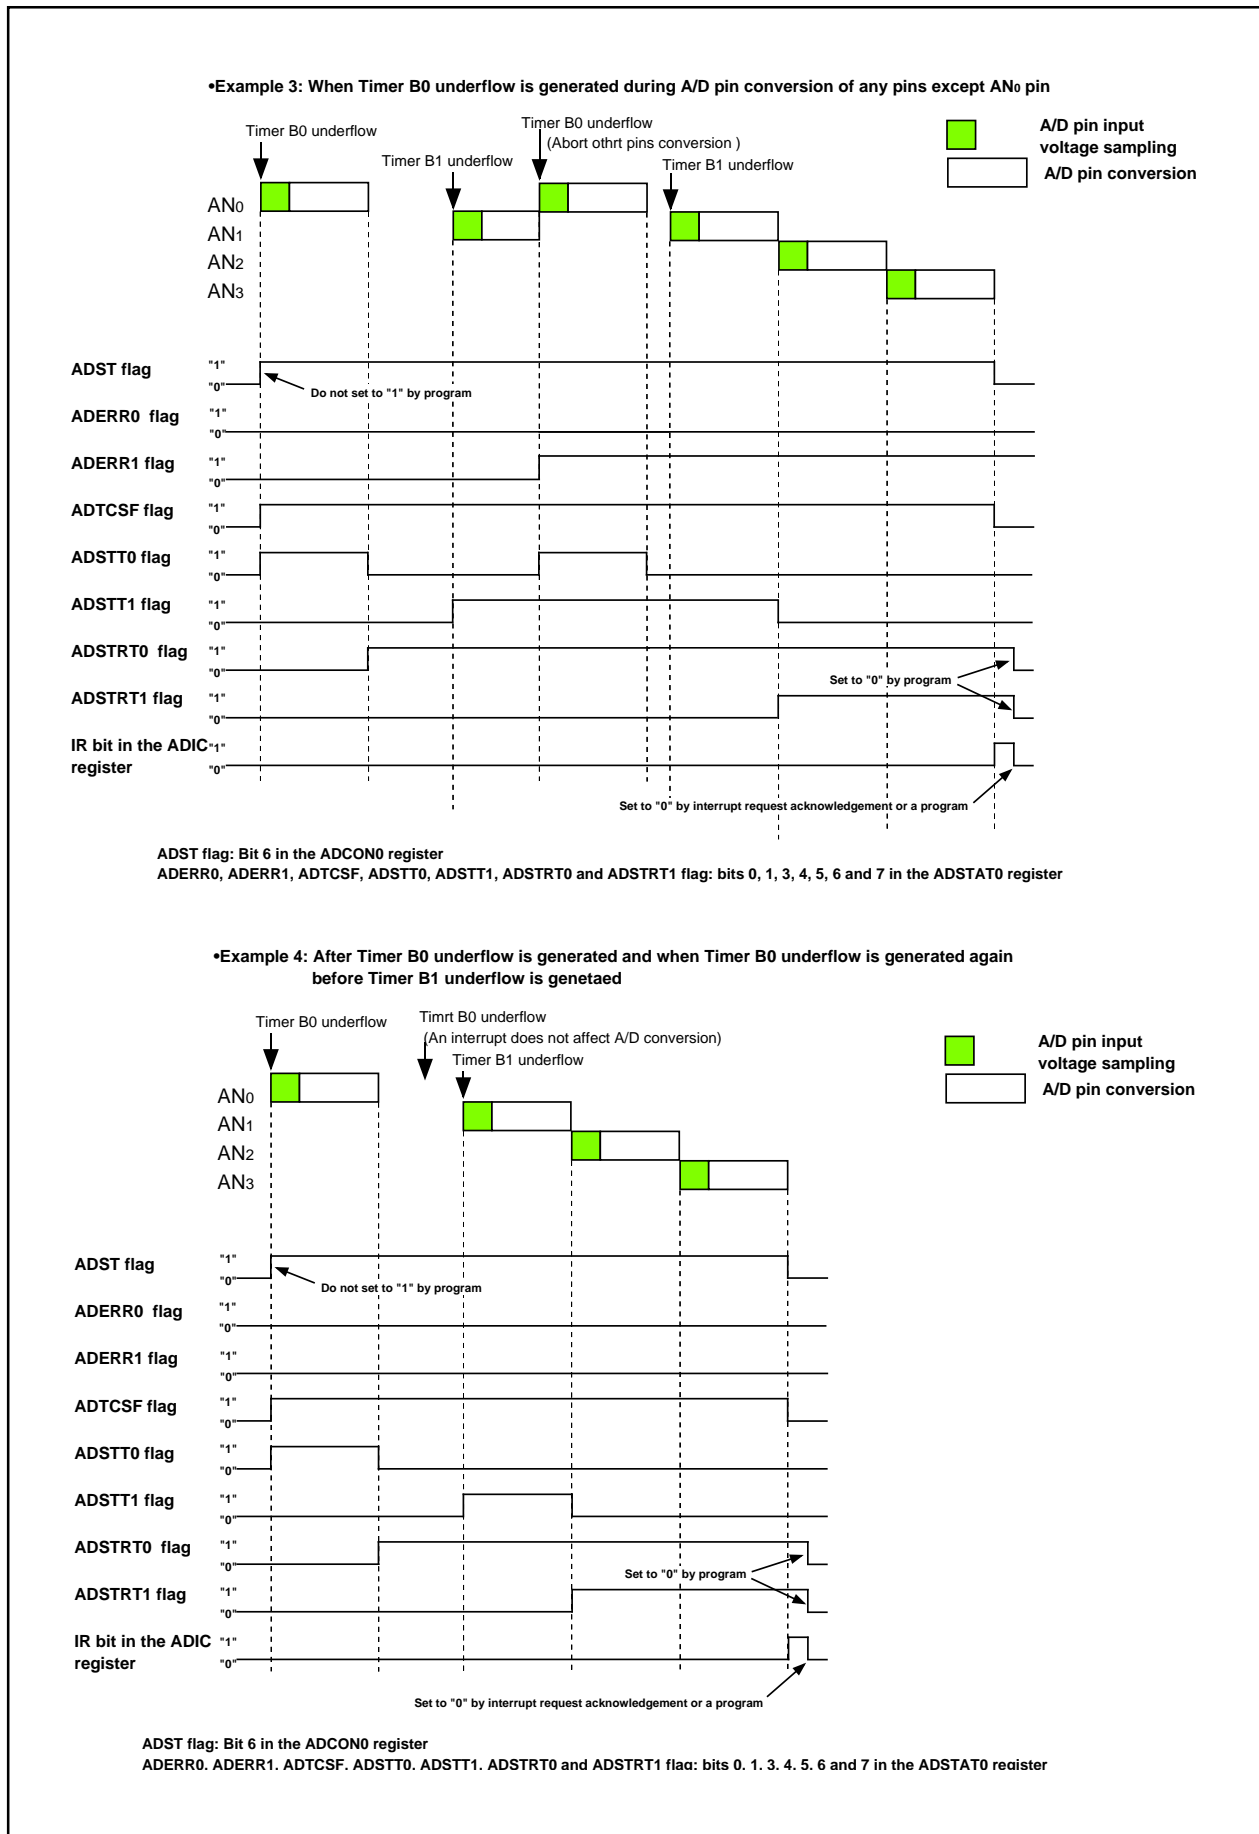 •Example 3: When Timer B0 underflow is generated during A/D pin conversion of any pins except AN0 pin
Timer B0 underflow
Timer B1 underflow
Timer B0 underflow
(Abort othrt pins conversion )
Timer B1 underflow
A/D pin input
voltage sampling
A/D pin conversion
AN0
AN1
AN2
AN3
ADST flag
"1"
"0"
Do not set to "1" by program
ADERR0 flag
"1"
"0"
ADERR1 flag
"1"
"0"
ADTCSF flag
"1"
"0"
ADSTT0 flag
"1"
"0"
ADSTT1 flag
"1"
"0"
ADSTRT0 flag
"1"
"0"
Set to "0" by program
ADSTRT1 flag
"1"
"0"
IR bit in the ADIC
register
"1"
"0"
Set to "0" by interrupt request acknowledgement or a program
ADST flag: Bit 6 in the ADCON0 register
ADERR0, ADERR1, ADTCSF, ADSTT0, ADSTT1, ADSTRT0 and ADSTRT1 flag: bits 0, 1, 3, 4, 5, 6 and 7 in the ADSTAT0 register
•Example 4: After Timer B0 underflow is generated and when Timer B0 underflow is generated again
before Timer B1 underflow is genetaed
Timer B0 underflow
Timrt B0 underflow
(An interrupt does not affect A/D conversion)
Timer B1 underflow
A/D pin input
voltage sampling
A/D pin conversion
AN0
AN1
AN2
AN3
ADST flag
"1"
"0"
Do not set to "1" by program
ADERR0 flag
"1"
"0"
ADERR1 flag
"1"
"0"
ADTCSF flag
"1"
"0"
ADSTT0 flag
"1"
"0"
ADSTT1 flag
"1"
"0"
ADSTRT0 flag
"1"
"0"
Set to "0" by program
ADSTRT1 flag
"1"
"0"
IR bit in the ADIC
register
"1"
"0"
Set to "0" by interrupt request acknowledgement or a program
ADST flag: Bit 6 in the ADCON0 register
ADERR0, ADERR1, ADTCSF, ADSTT0, ADSTT1, ADSTRT0 and ADSTRT1 flag: bits 0, 1, 3, 4, 5, 6 and 7 in the ADSTAT0 register